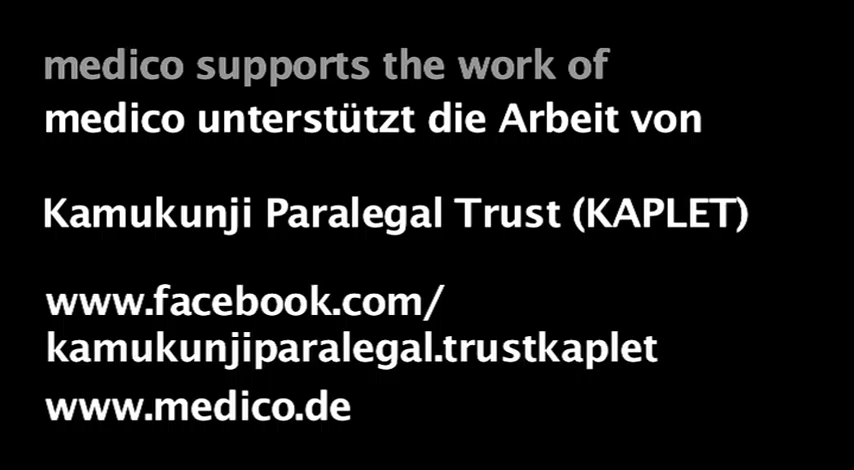 medico supports the work of
medico unterstützt die Arbeit von
Kamukunji Paralegal Trust (KAPLET)
www.facebook.com/
kamukunjiparalegal.trustkaplet
www.medico.de